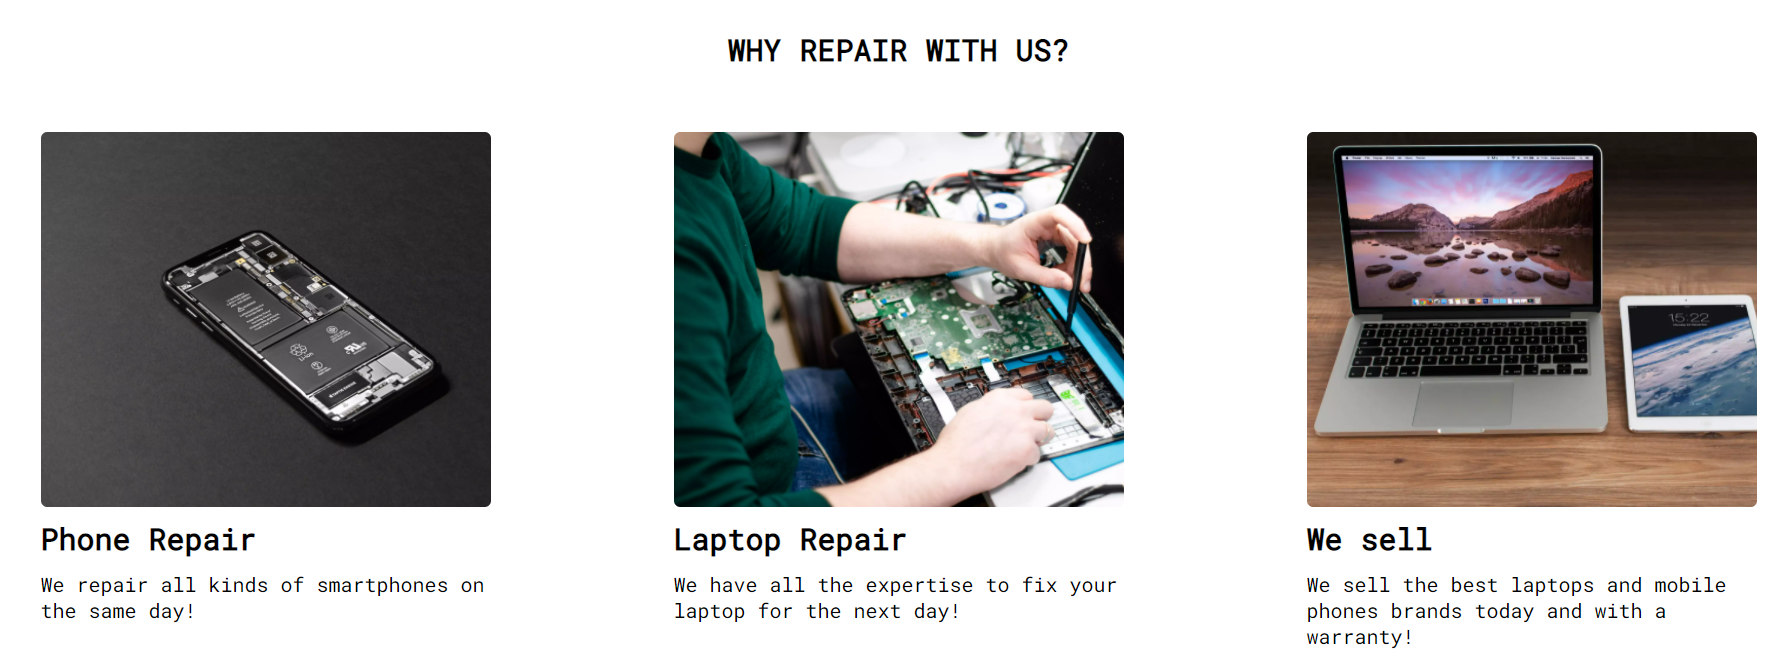 WHY REPAIR WITH US?
15:22
Phone Repair
We repair all kinds of smartphones on
the same day!
Laptop Repair
We have all the expertise to fix your
laptop for the next day!
We sell
We sell the best laptops and mobile
phones brands today and with a
warranty!